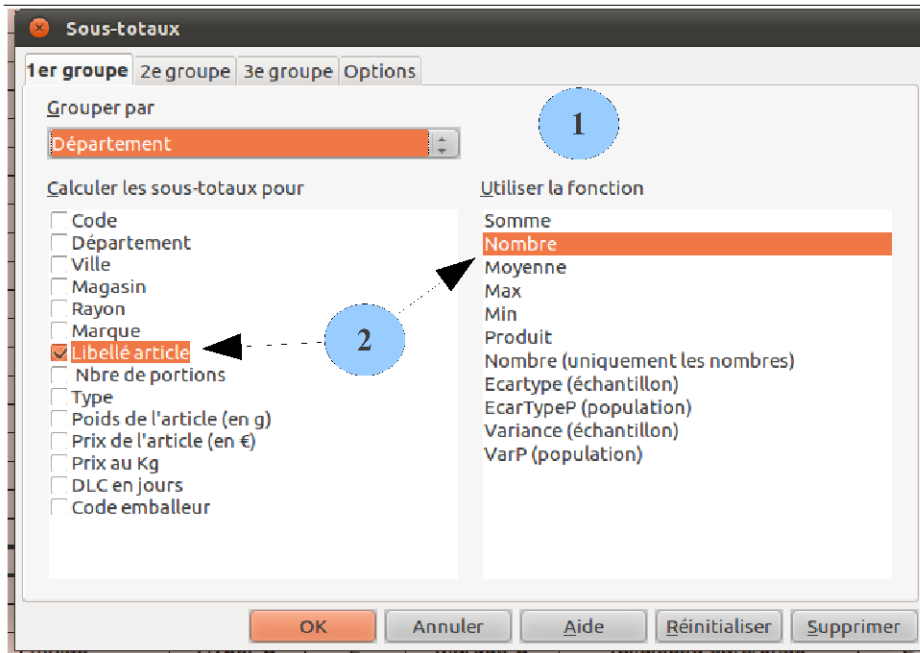 Sous-totaux
1er groupe 2e groupe 3e groupe Options
Grouper par
1
Département
Calculer les sous-totaux pour
Utiliser la fonction
Code
Département
Ville
Magasin
Rayon
Marque
Libellé article
Nbre de portions
Type
Poids de l'article (en g)
Prix de l'article (en €)
Prix au Kg
DLC en jours
Code emballeur
2
Somme
Nombre
Moyenne
Max
Min
Produit
Nombre (uniquement les nombres)
Ecartype (échantillon)
EcarTypeP (population)
Variance (échantillon)
VarP (population)
OK Annuler Aide Réinitialiser Supprimer